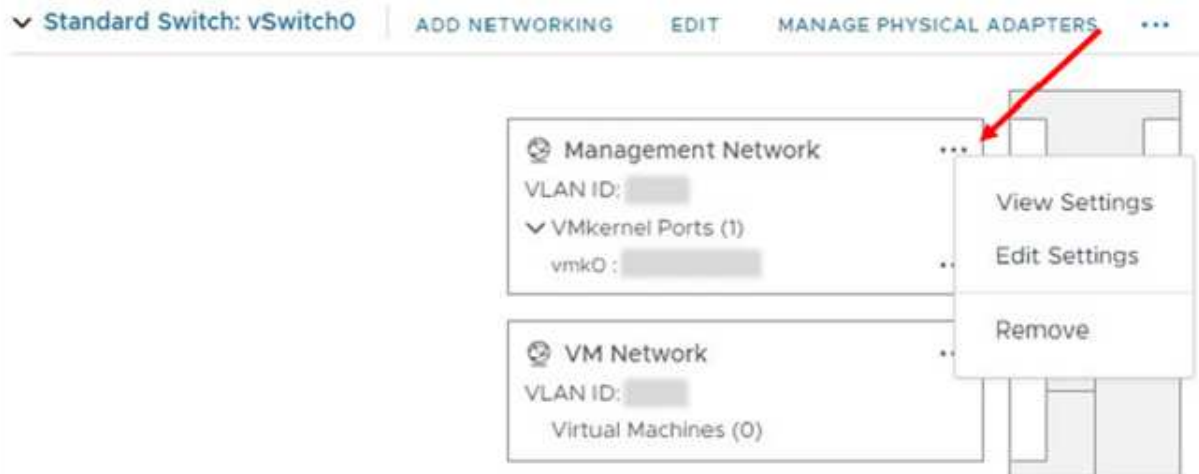 Standard Switch: vSwitch0 ADD NETWORKING EDIT MANAGE PHYSICAL ADAPTERS ...
Management Network ...
VLAN ID:
VMkernel Ports (1)
vmk0 :
View Settings
Edit Settings
Remove
VM Network
VLAN ID:
Virtual Machines (0)